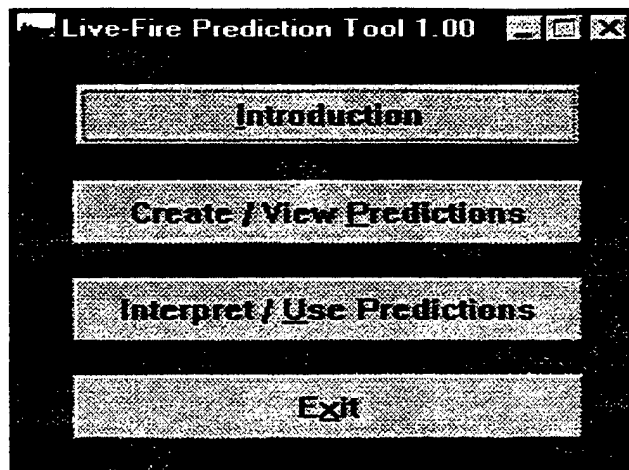 Live-Fire Prediction Tool 1.00
Introduction
Create / View Predictions
Interpret / Use Predictions
Exit